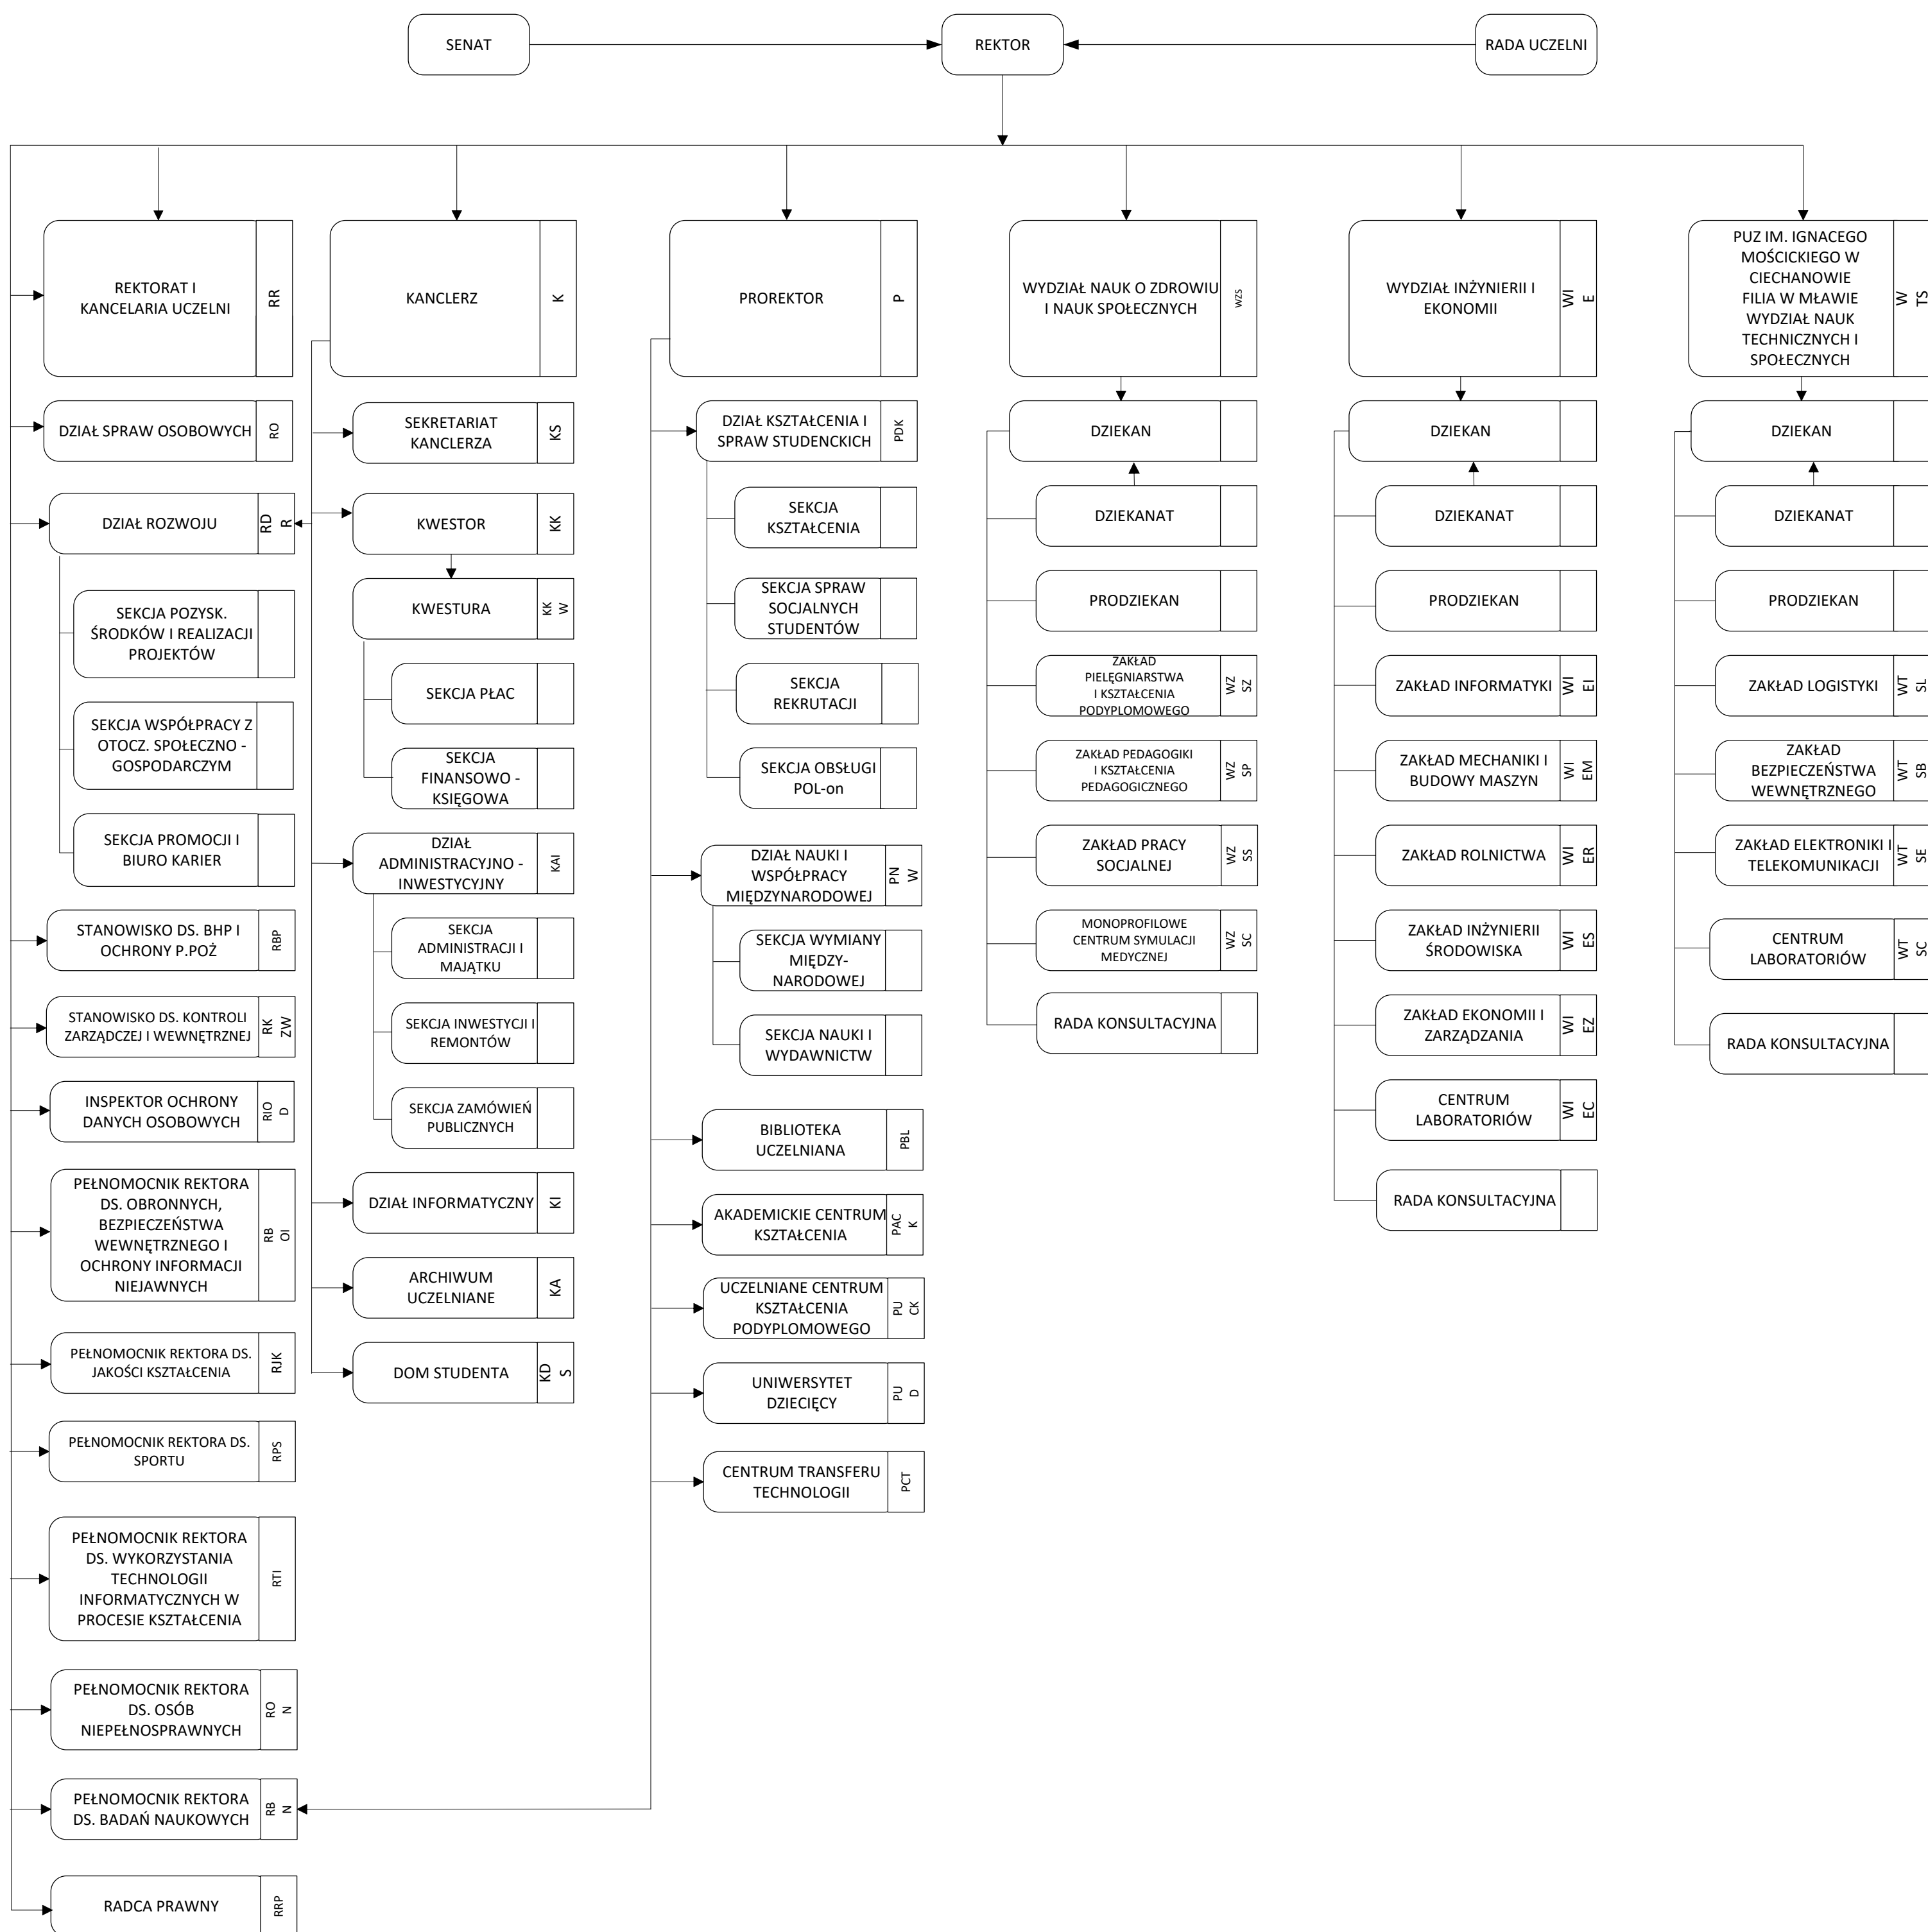 SENAT
REKTOR
RADA UCZELNI
REKTORAT I
KANCELARIA UCZELNI
RR
DZIAŁ SPRAW OSOBOWYCH
RO
DZIAŁ ROZWOJU
RD
R
SEKCJA POZYSK.
ŚRODKÓW I REALIZACJI
PROJEKTÓW
SEKCJA WSPÓŁPRACY Z
OTOCZ. SPOŁECZNO -
GOSPODARCZYM
SEKCJA PROMOCJI I
BIURO KARIER
STANOWISKO DS. BHP I
OCHRONY P.POŻ
RBP
STANOWISKO DS. KONTROLI
ZARZĄDCZEJ I WEWNĘTRZNEJ
RK
ZW
INSPEKTOR OCHRONY
DANYCH OSOBOWYCH
RIO
D
PEŁNOMOCNIK REKTORA
DS. OBRONNYCH,
BEZPIECZEŃSTWA
WEWNĘTRZNEGO I
OCHRONY INFORMACJI
NIEJAWNYCH
RB
OI
PEŁNOMOCNIK REKTORA DS.
JAKOŚCI KSZTAŁCENIA
RJK
PEŁNOMOCNIK REKTORA DS.
SPORTU
RPS
PEŁNOMOCNIK REKTORA
DS. WYKORZYSTANIA
TECHNOLOGII
INFORMATYCZNYCH W
PROCESIE KSZTAŁCENIA
RTI
PEŁNOMOCNIK REKTORA
DS. OSÓB
NIEPEŁNOSPRAWNYCH
RO
N
PEŁNOMOCNIK REKTORA
DS. BADAŃ NAUKOWYCH
RB
N
RADCA PRAWNY
RRP
KANCLERZ
K
SEKRETARIAT
KANCLERZA
KS
KWESTOR
KK
KWESTURA
KK
W
SEKCJA PŁAC
SEKCJA
FINANSOWO -
KSIĘGOWA
DZIAŁ
ADMINISTRACYJNO -
INWESTYCYJNY
KAI
SEKCJA
ADMINISTRACJI I
MAJĄTKU
SEKCJA INWESTYCJI I
REMONTÓW
SEKCJA ZAMÓWIEŃ
PUBLICZNYCH
DZIAŁ INFORMATYCZNY
KI
ARCHIWUM
UCZELNIANE
KA
DOM STUDENTA
KD
S
PROREKTOR
P
DZIAŁ KSZTAŁCENIA I
SPRAW STUDENCKICH
PDK
SEKCJA
KSZTAŁCENIA
SEKCJA SPRAW
SOCJALNYCH
STUDENTÓW
SEKCJA
REKRUTACJI
SEKCJA OBSŁUGI
POL-on
DZIAŁ NAUKI I
WSPÓŁPRACY
MIĘDZYNARODOWEJ
PN
W
SEKCJA WYMIANY
MIĘDZY-
NARODOWEJ
SEKCJA NAUKI I
WYDAWNICTW
BIBLIOTEKA
UCZELNIANA
PBL
AKADEMICKIE CENTRUM
KSZTAŁCENIA
PAC
K
UCZELNIANE CENTRUM
KSZTAŁCENIA
PODYPLOMOWEGO
PU
CK
UNIWERSYTET
DZIECIĘCY
PU
D
CENTRUM TRANSFERU
TECHNOLOGII
PCT
WYDZIAŁ NAUK O ZDROWIU
I NAUK SPOŁECZNYCH
WZS
DZIEKAN
DZIEKANAT
PRODZIEKAN
ZAKŁAD
PIELĘGNIARSTWA
I KSZTAŁCENIA
PODYPLOMOWEGO
WZ
SZ
ZAKŁAD PEDAGOGIKI
I KSZTAŁCENIA
PEDAGOGICZNEGO
WZ
SP
ZAKŁAD PRACY
SOCJALNEJ
WZ
SS
MONOPROFILOWE
CENTRUM SYMULACJI
MEDYCZNEJ
WZ
SC
RADA KONSULTACYJNA
WYDZIAŁ INŻYNIERII I
EKONOMII
WI
E
DZIEKAN
DZIEKANAT
PRODZIEKAN
ZAKŁAD INFORMATYKI
WI
EI
ZAKŁAD MECHANIKI I
BUDOWY MASZYN
WI
EM
ZAKŁAD ROLNICTWA
WI
ER
ZAKŁAD INŻYNIERII
ŚRODOWISKA
WI
ES
ZAKŁAD EKONOMII I
ZARZĄDZANIA
WI
EZ
CENTRUM
LABORATORIÓW
WI
EC
RADA KONSULTACYJNA
PUZ IM. IGNACEGO
MOŚCICKIEGO W
CIECHANOWIE
FILIA W MŁAWIE
WYDZIAŁ NAUK
TECHNICZNYCH I
SPOŁECZNYCH
W
TS
DZIEKAN
DZIEKANAT
PRODZIEKAN
ZAKŁAD LOGISTYKI
WT
SL
ZAKŁAD
BEZPIECZEŃSTWA
WEWNĘTRZNEGO
WT
SB
ZAKŁAD ELEKTRONIKI I
TELEKOMUNIKACJI
WT
SE
CENTRUM
LABORATORIÓW
WT
SC
RADA KONSULTACYJNA